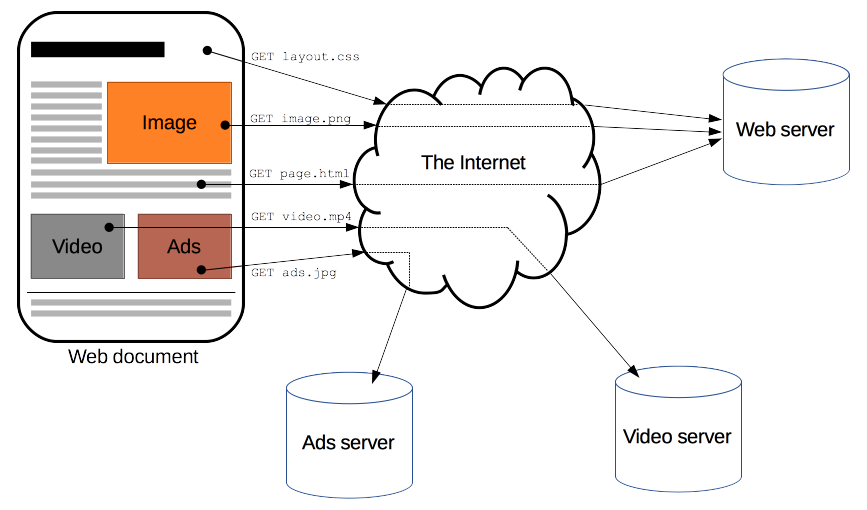 GET layout.css
GET image.png
Image
Web server
The Internet
GET page.html
GET video.mp4
Video
Ads
GET ads.jpg
Web document
Ads server
Video server